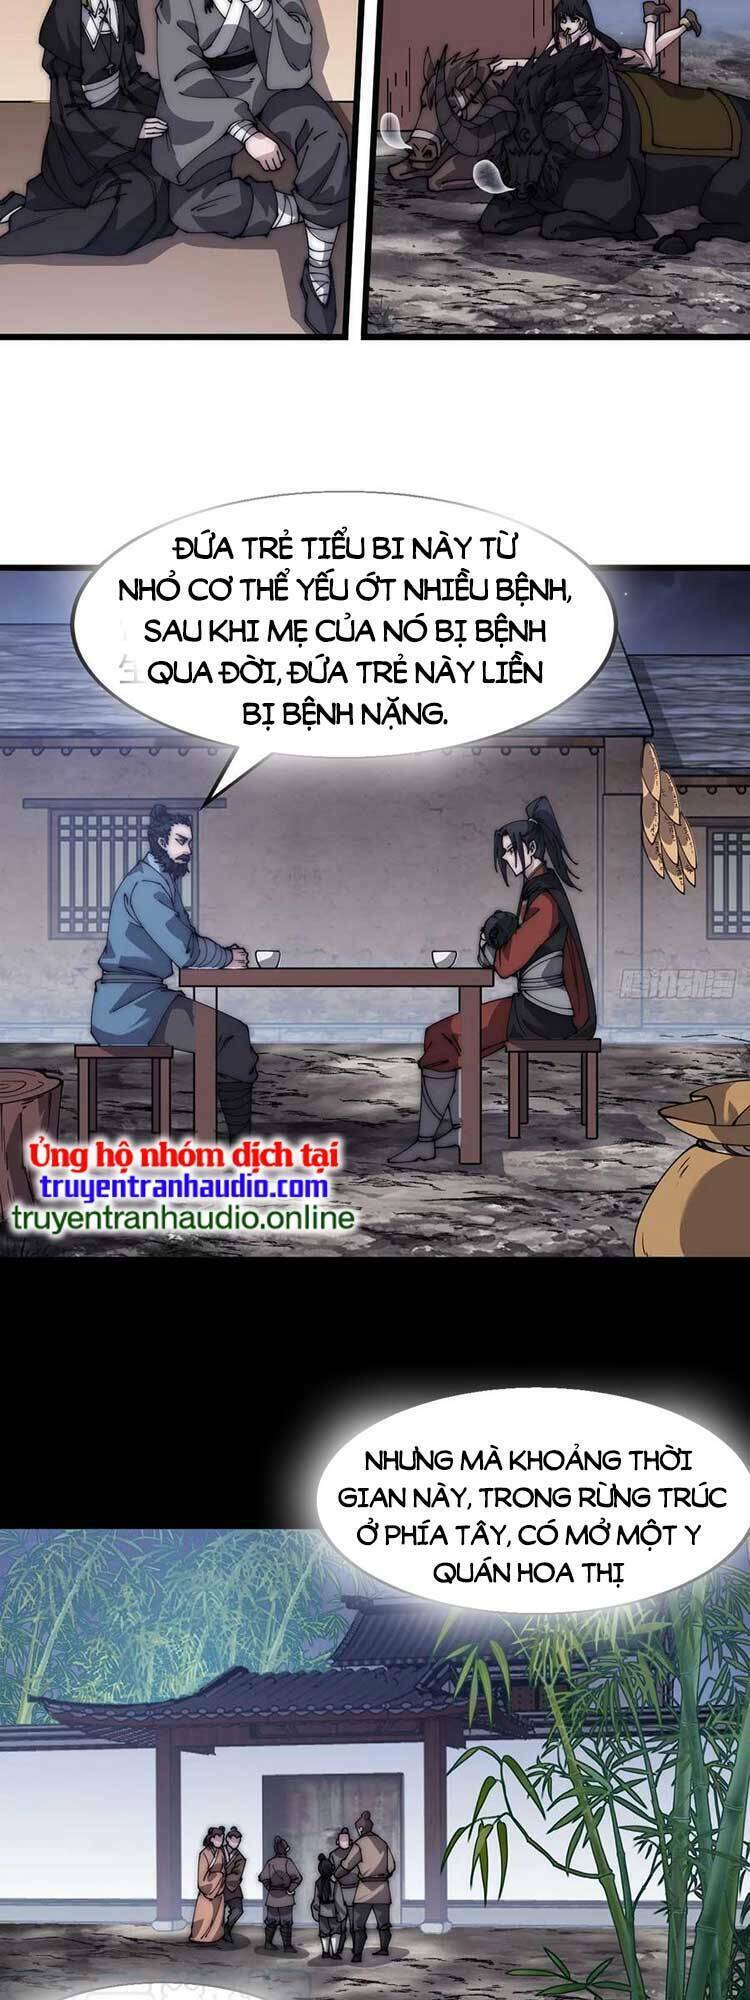 ĐỨA TRẺ TIỂU BI NÀY TỪ
NHỎ CƠ THỂ YẾU ỚT NHIỀU BỆNH,
SAU KHI MẸ CỦA NÓ BỊ BỆNH
QUA ĐỜI, ĐỨA TRẺ NÀY LIỀN
BỊ BỆNH NẶNG.
Ủng hộ nhóm dịch tại
truyentranhaudio.com
truyentranhaudio.online
NHƯNG MÀ KHOẢNG THỜI
GIAN NÀY, TRONG RỪNG TRÚC
Ở PHÍA TÂY, CÓ MỞ MỘT Y
QUÁN HOA THỊ